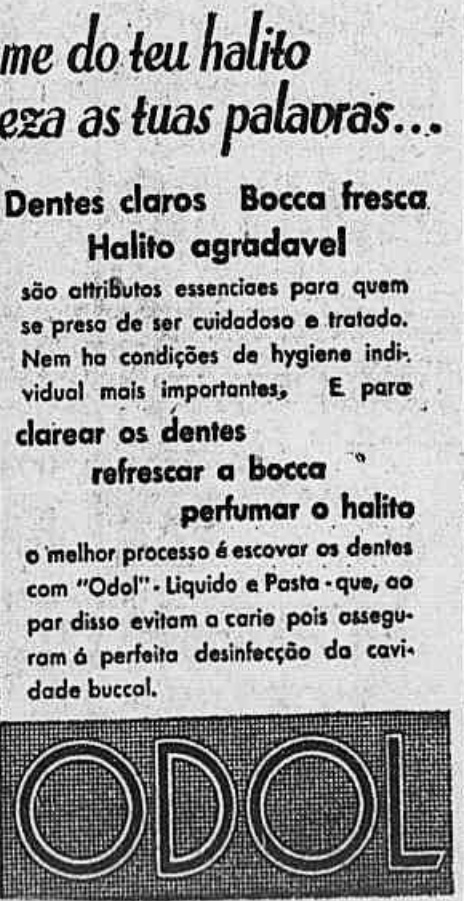 me do teu halito
eza as tuas palavras...
Dentes claros Bocca fresca
Halito agradavel
são attributos essenciaes para quem
se presa de ser cuidadoso e tratado.
Nem ha condições de hygiene indi-
vidual mais importantes, E para
clarear os dentes
refrescar a bocca
perfumar o halito
o melhor processo é escovar os dentes
com "Odol" - Liquido e Pasta - que, ao
par disso evitam a carie pois assegu-
ram á perfeita desinfecção da cavi-
dade buccal.
ODOL